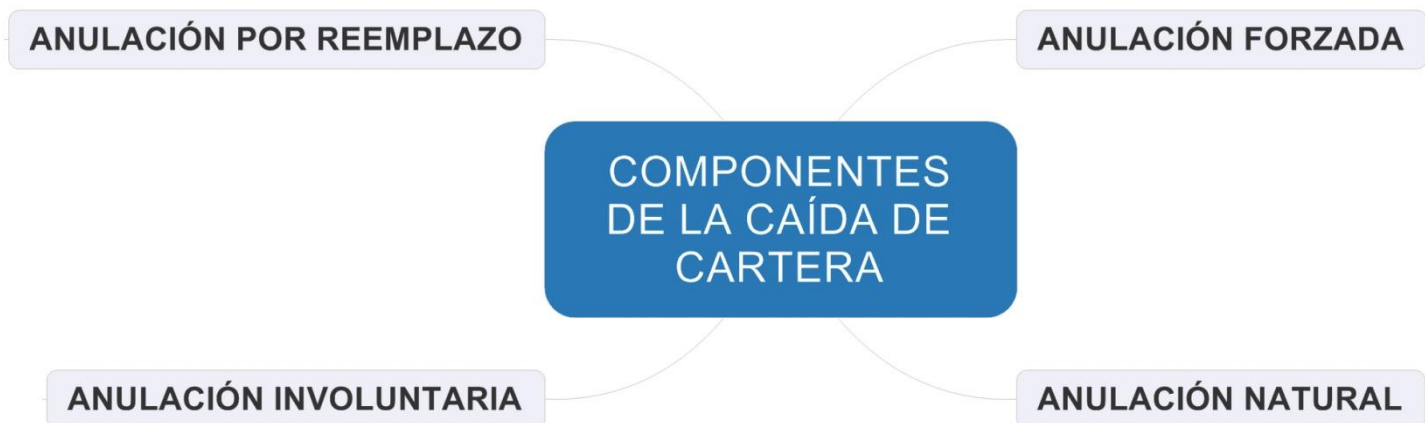 ANULACIÓN POR REEMPLAZO
ANULACIÓN FORZADA
COMPONENTES
DE LA CAÍDA DE
CARTERA
ANULACIÓN INVOLUNTARIA
ANULACIÓN NATURAL